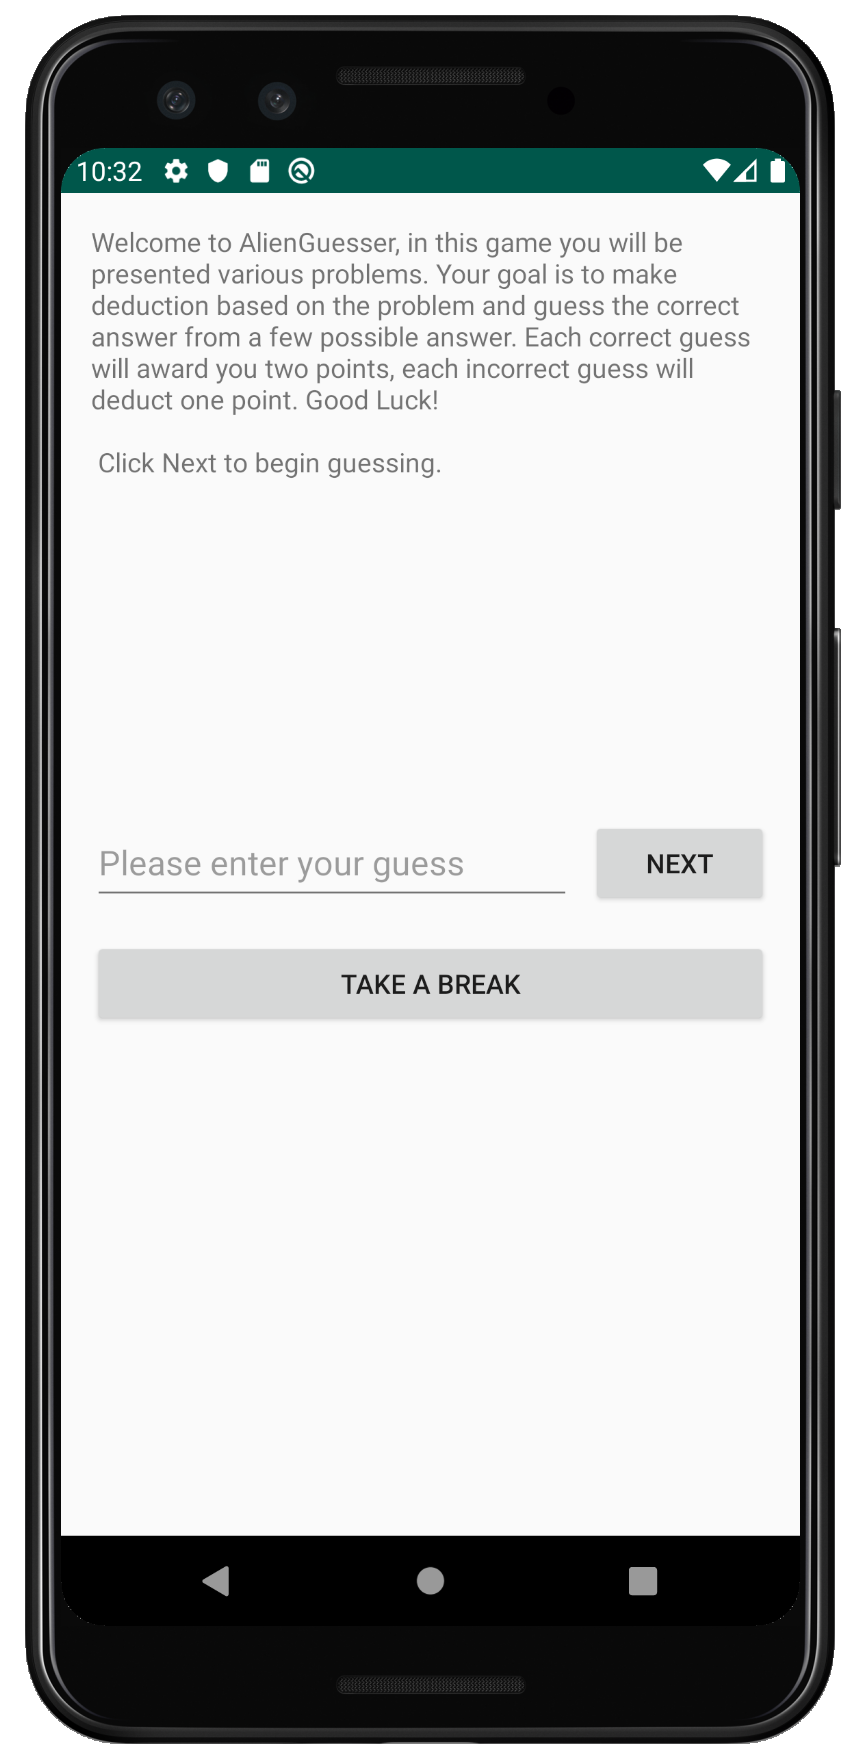 10:32
Welcome to AlienGuesser, in this game you will be
presented various problems. Your goal is to make
deduction based on the problem and guess the correct
answer from a few possible answer. Each correct guess
will award you two points, each incorrect guess will
deduct one point. Good Luck!
Click Next to begin guessing.
Please enter your guess
NEXT
TAKE A BREAK